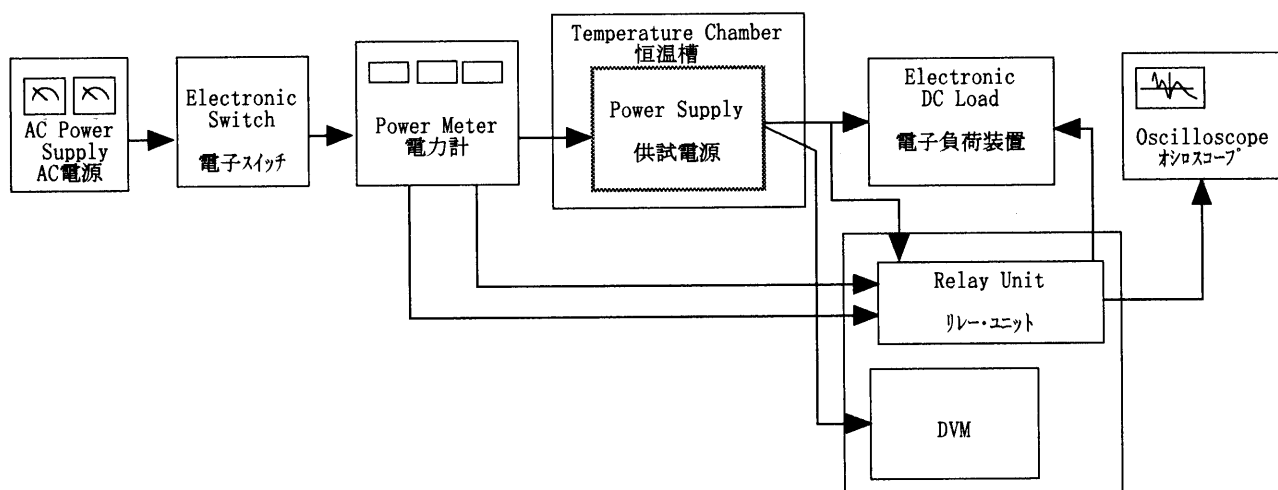 AC Power
Supply
AC電源
Electronic
Switch
電子スイッチ
Power Meter
電力計
Temperature Chamber
恒温槽
Power Supply
供試電源
Electronic
DC Load
電子負荷装置
Oscilloscope
オシロスコープ
Relay Unit
リレー・ユニット
DVM